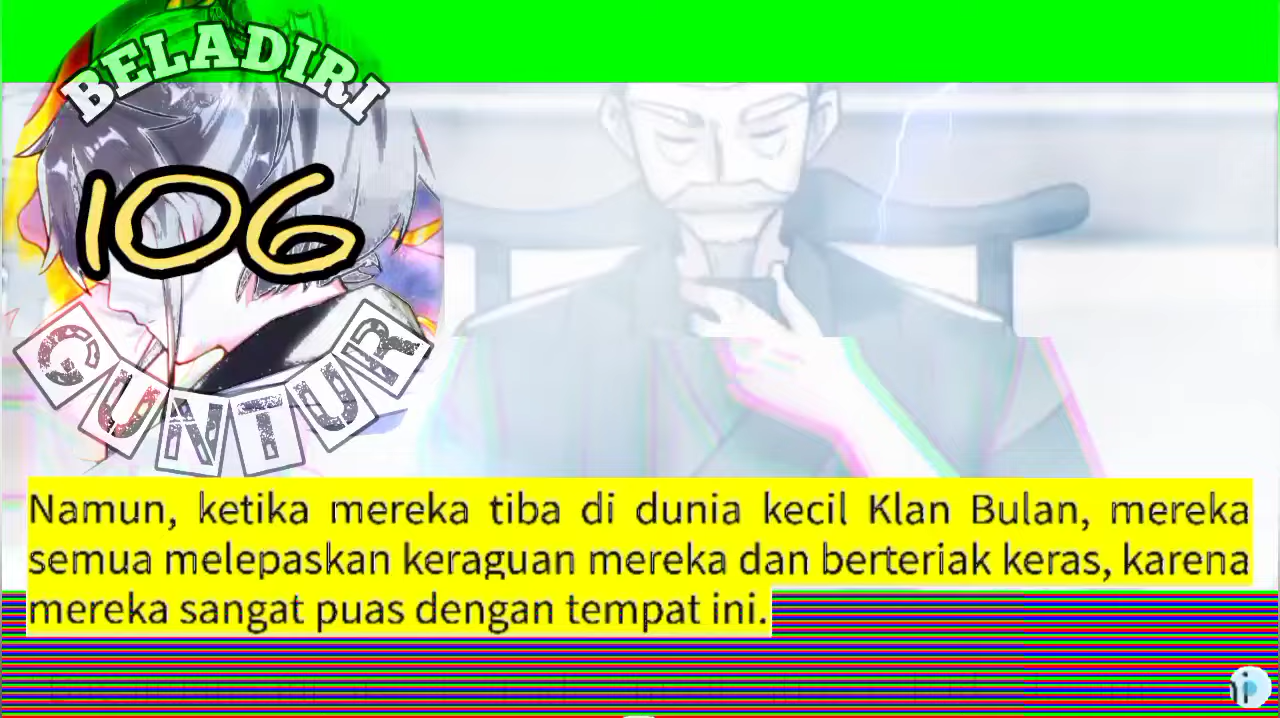 BELADIRI
106
GUNTUR
Namun, ketika mereka tiba di dunia kecil Klan Bulan, mereka
semua melepaskan keraguan mereka dan berteriak keras, karena
mereka sangat puas dengan tempat ini.